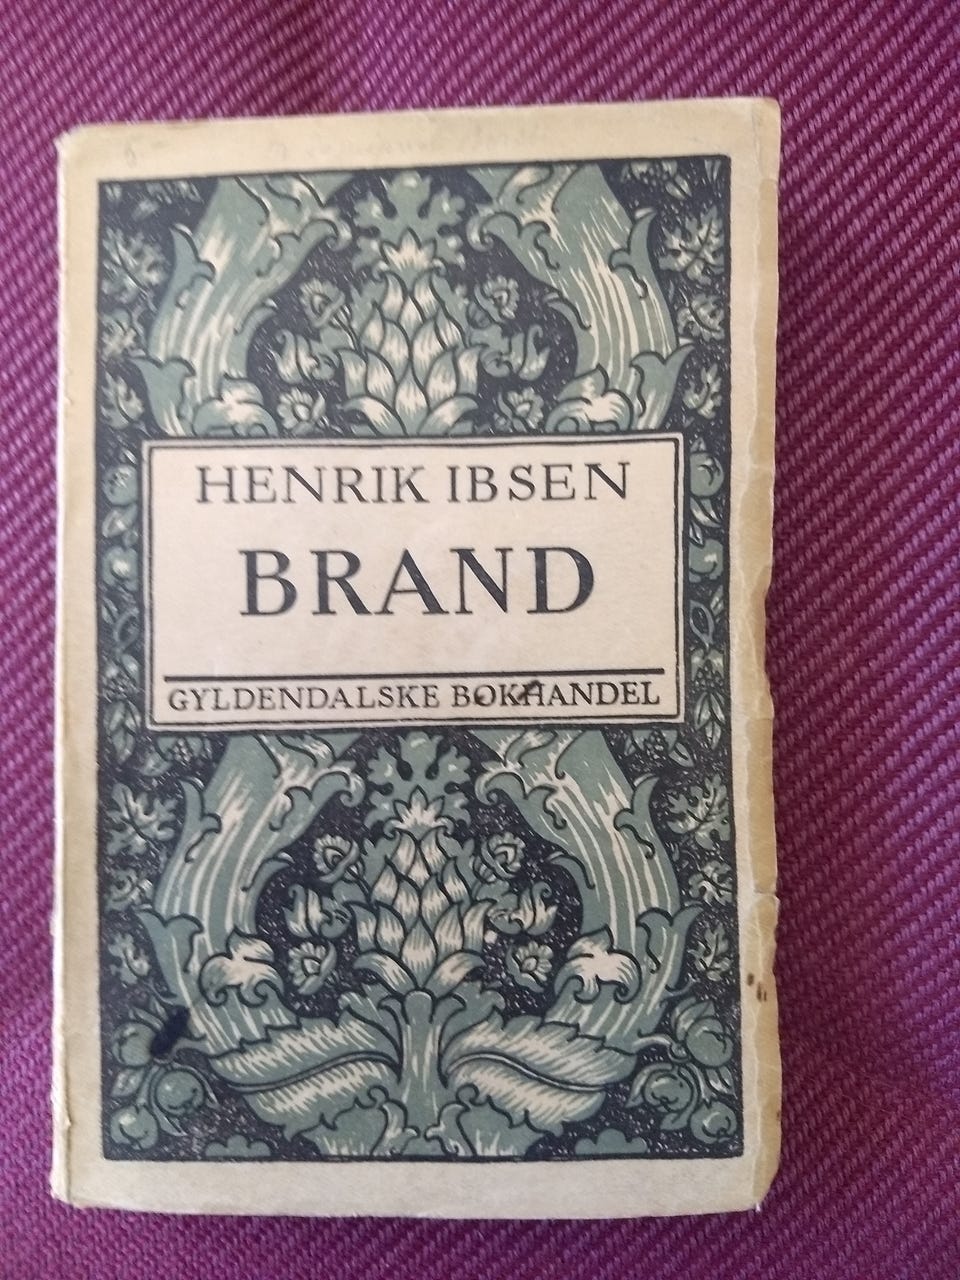 HENRIK IBSEN
BRAND
GYLDENDALSKE BOKHANDEL